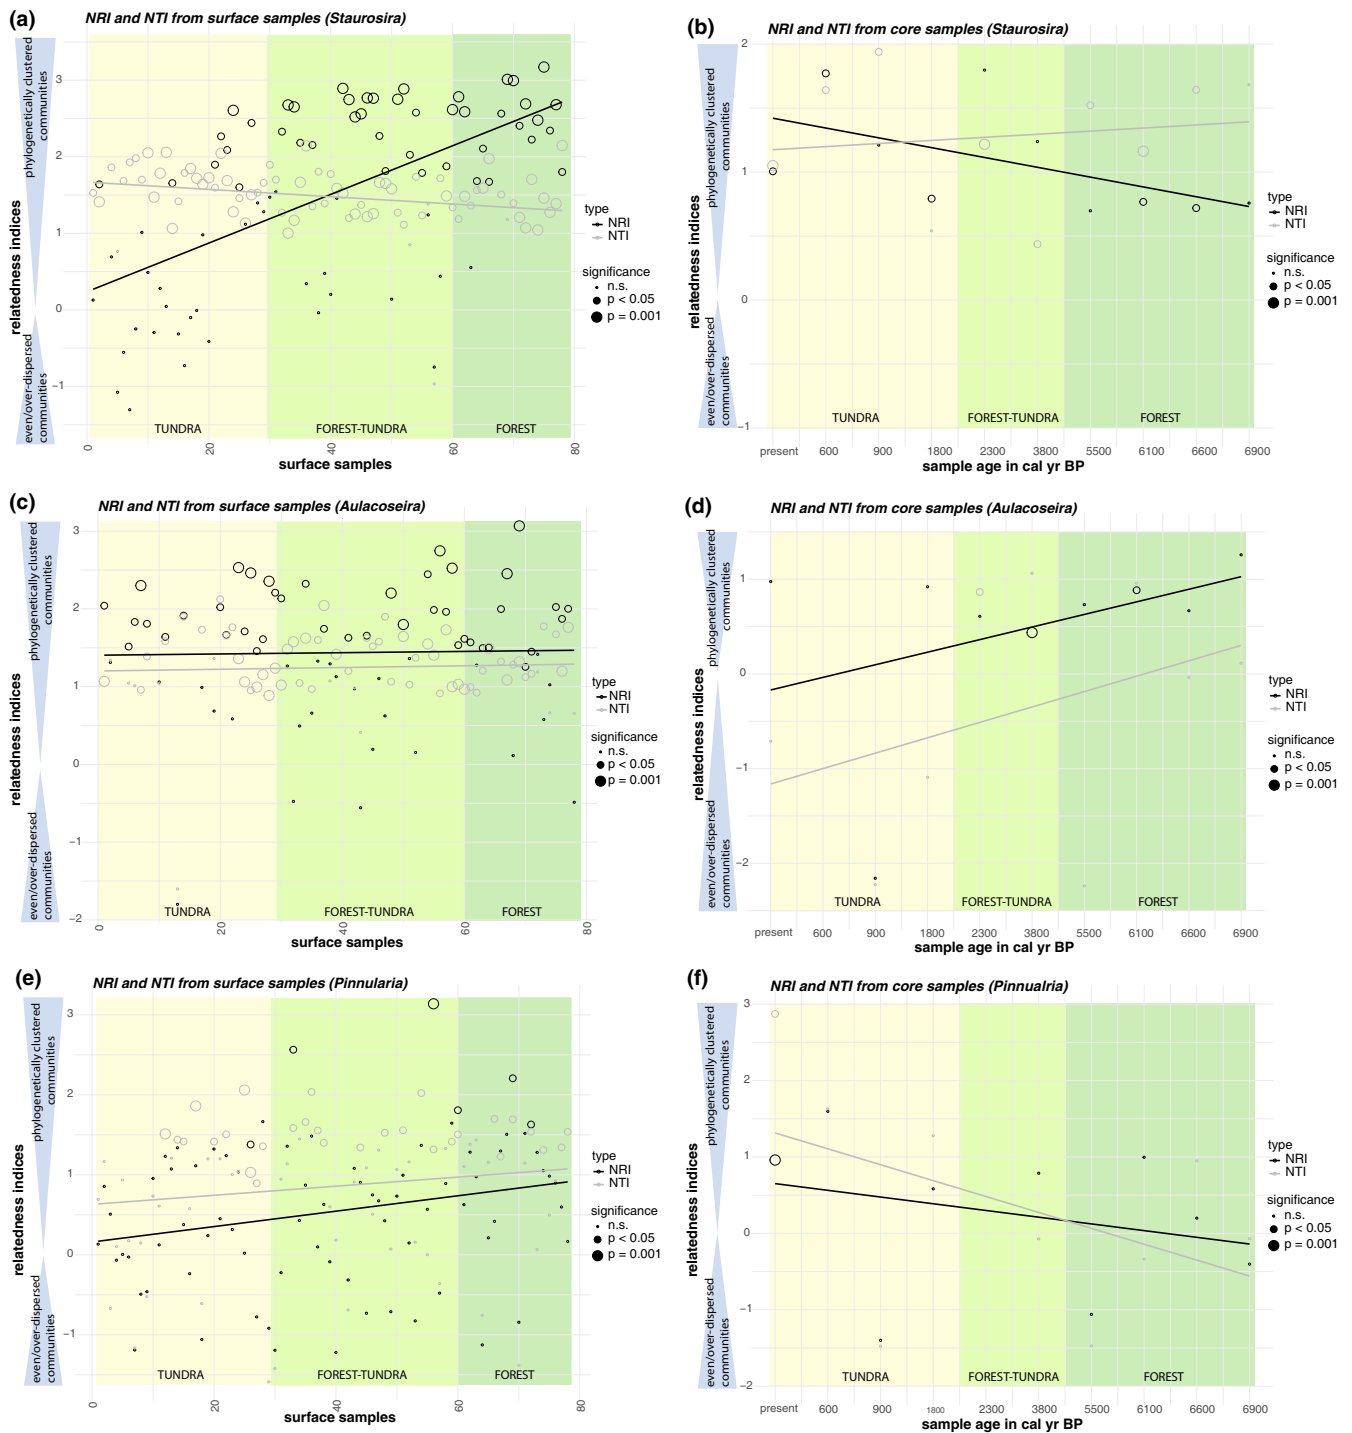 (a)
NRI and NTI from surface samples (Staurosira)
phylogenetically clustered
communities
relatedness indices
even/over-dispersed
communities
3
2
1
0
−1
TUNDRA
FOREST-TUNDRA
FOREST
0
20
40
60
80
surface samples
type
NRI
NTI
significance
n.s.
p < 0.05
p = 0.001
(b)
NRI and NTI from core samples (Staurosira)
phylogenetically clustered
communities
relatedness indices
even/over-dispersed
communities
2
1
0
−1
TUNDRA
FOREST-TUNDRA
FOREST
present
600
900
1800
2300
3800
5500
6100
6600
6900
sample age in cal yr BP
type
NRI
NTI
significance
n.s.
p < 0.05
p = 0.001
(c)
NRI and NTI from surface samples (Aulacoseira)
phylogenetically clustered
communities
relatedness indices
even/over-dispersed
communities
3
2
1
0
−1
−2
TUNDRA
FOREST-TUNDRA
FOREST
0
20
40
60
80
surface samples
type
NRI
NTI
significance
n.s.
p < 0.05
p = 0.001
(d)
NRI and NTI from core samples (Aulacoseira)
phylogenetically clustered
communities
relatedness indices
even/over-dispersed
communities
1
0
−1
−2
TUNDRA
FOREST-TUNDRA
FOREST
present
600
900
1800
2300
3800
5500
6100
6600
6900
sample age in cal yr BP
type
NRI
NTI
significance
n.s.
p < 0.05
p = 0.001
(e)
NRI and NTI from surface samples (Pinnularia)
phylogenetically clustered
communities
relatedness indices
even/over-dispersed
communities
3
2
1
0
−1
TUNDRA
FOREST-TUNDRA
FOREST
0
20
40
60
80
surface samples
type
NRI
NTI
significance
n.s.
p < 0.05
p = 0.001
(f)
NRI and NTI from core samples (Pinnualria)
phylogenetically clustered
communities
relatedness indices
even/over-dispersed
communities
3
2
1
0
−1
−2
TUNDRA
FOREST-TUNDRA
FOREST
present
600
900
1800
2300
3800
5500
6100
6600
6900
sample age in cal yr BP
type
NRI
NTI
significance
n.s.
p < 0.05
p = 0.001